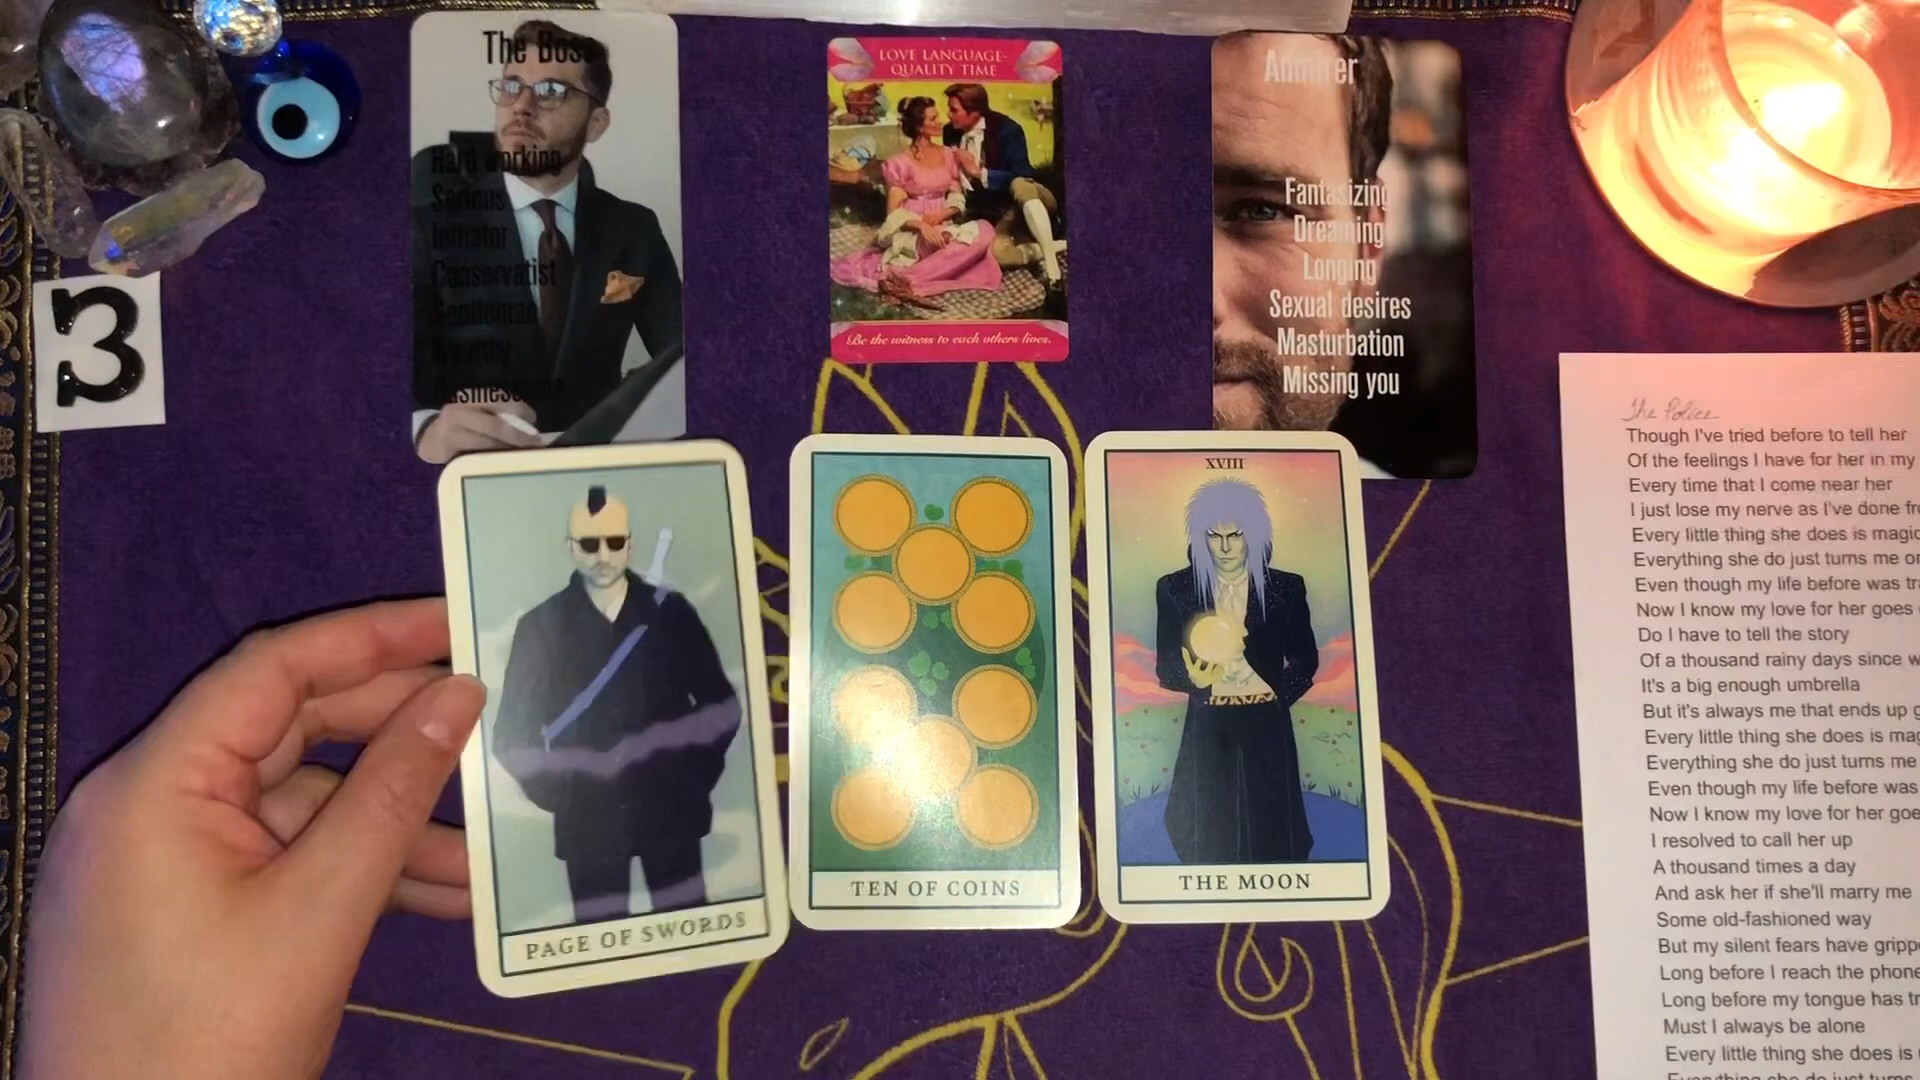 The Boss
Hard working
Serious
Initiator
Conservatist
Gentleman
Wealthy
LOVE LANGUAGE-
QUALITY TIME
Be the witness to each others lives.
Admirer
Fantasizing
Dreaming
Longing
Sexual desires
Masturbation
Missing you
3
PAGE OF SWORDS
TEN OF COINS
XVIII
THE MOON
The Police
Though I've tried before to tell her
Of the feelings I have for her in my
Every time that I come near her
I just lose my nerve as I've done
Every little thing she does is magic
Everything she do just turns me
Even though my life before was
Now I know my love for her goes
Do I have to tell the story
Of a thousand rainy days since
It's a big enough umbrella
But it's always me that ends up
Every little thing she does is
Everything she do just turns me
Even though my life before was
Now I know my love for her
I resolved to call her up
A thousand times a day
And ask her if she'll marry me
Some old-fashioned way
But my silent fears have
Long before I reach the phone
Long before my tongue has
Must I always be alone
Every little thing she does is